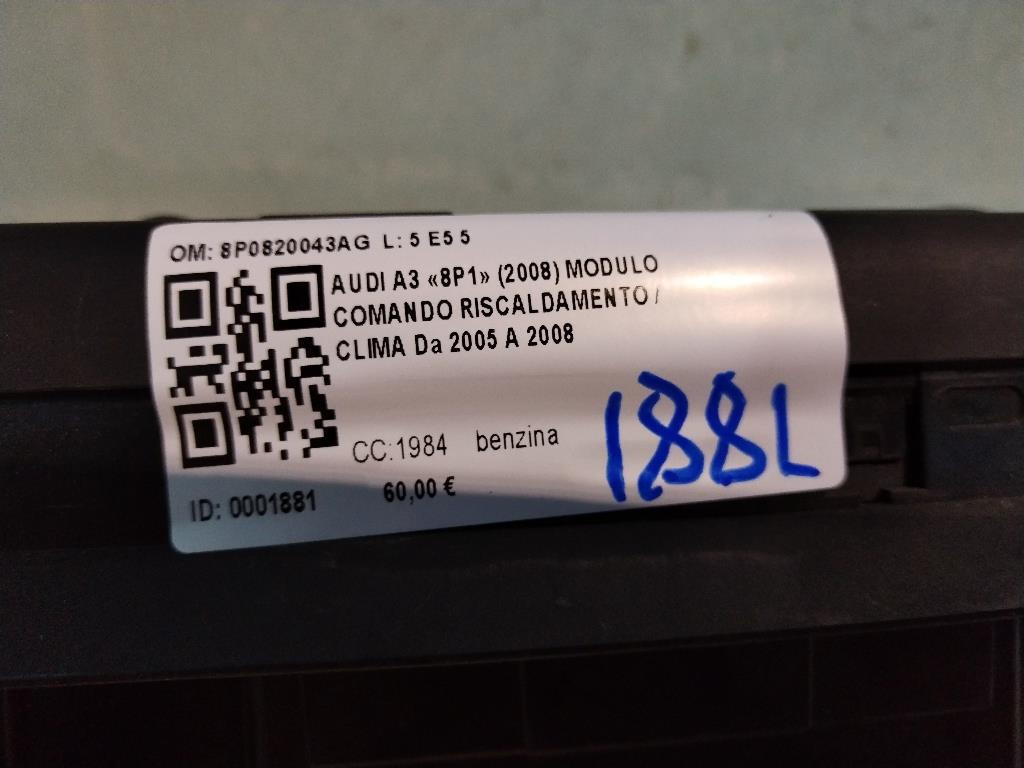 OM: 8P0820043AG L: 5 E5 5
AUDI A3 «8P1» (2008) MODULO
COMANDO RISCALDAMENTO /
CLIMA Da 2005 A 2008
CC:1984 benzina
188L
ID: 0001881 60,00 €